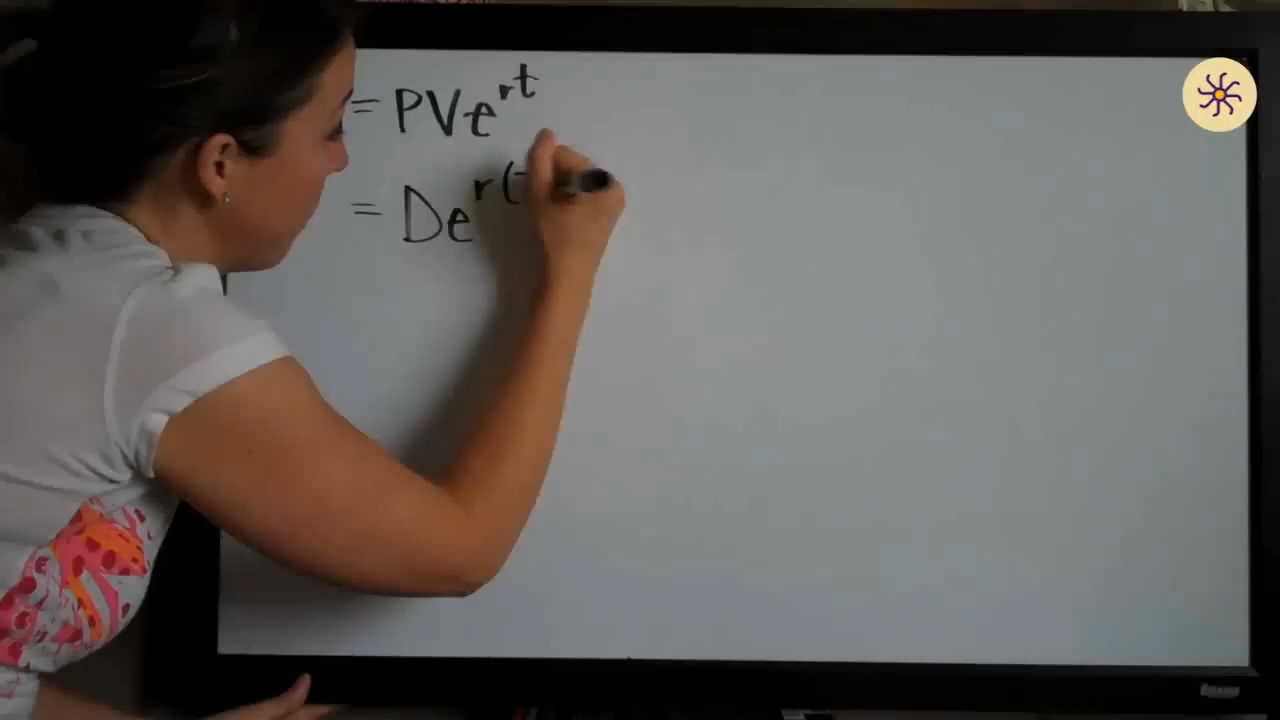 = PVe^rt
= De^r(